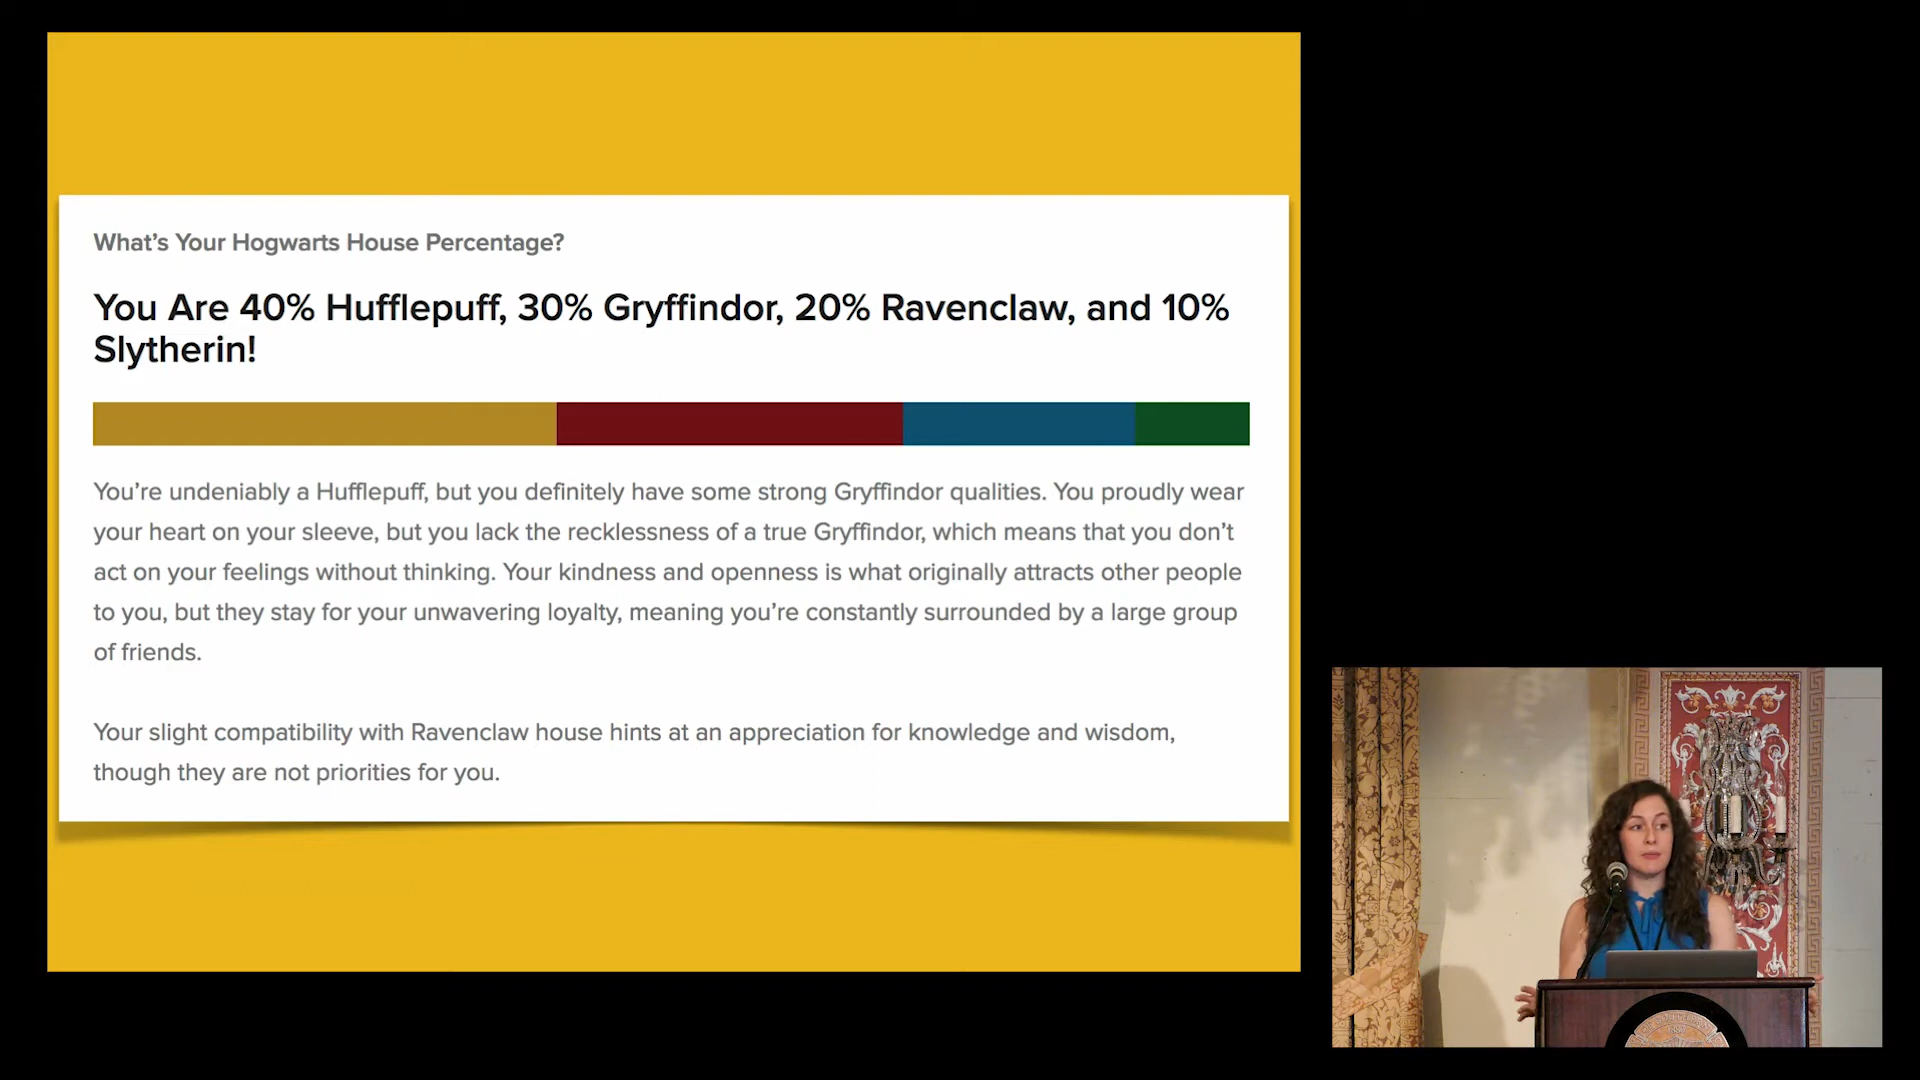 What’s Your Hogwarts House Percentage?
You Are 40% Hufflepuff, 30% Gryffindor, 20% Ravenclaw, and 10%
Slytherin!
You’re undeniably a Hufflepuff, but you definitely have some strong Gryffindor qualities. You proudly wear
your heart on your sleeve, but you lack the recklessness of a true Gryffindor, which means that you don’t
act on your feelings without thinking. Your kindness and openness is what originally attracts other people
to you, but they stay for your unwavering loyalty, meaning you’re constantly surrounded by a large group
of friends.
Your slight compatibility with Ravenclaw house hints at an appreciation for knowledge and wisdom,
though they are not priorities for you.